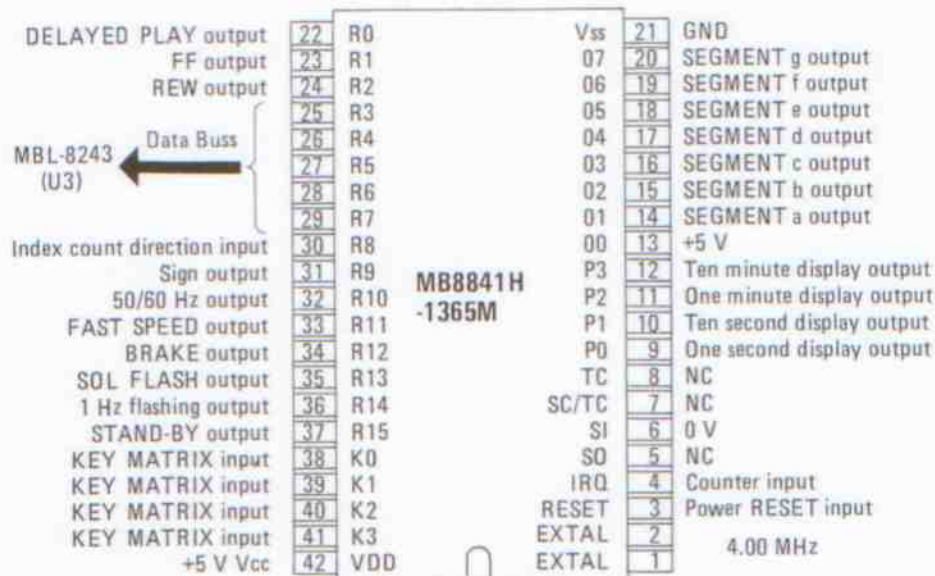 DELAYED PLAY output 22 R0 Vss 21 GND
FF output 23 R1 07 20 SEGMENT g output
REW output 24 R2 06 19 SEGMENT f output
25 R3 05 18 SEGMENT e output
Data Buss 26 R4 04 17 SEGMENT d output
MBL-8243 27 R5 03 16 SEGMENT c output
(U3) 28 R6 02 15 SEGMENT b output
29 R7 01 14 SEGMENT a output
Index count direction input 30 R8 00 13 +5 V
Sign output 31 R9 P3 12 Ten minute display output
MB8841H
50/60 Hz output 32 R10 P2 11 One minute display output
-1365M
FAST SPEED output 33 R11 P1 10 Ten second display output
BRAKE output 34 R12 P0 9 One second display output
SOL FLASH output 35 R13 TC 8 NC
1 Hz flashing output 36 R14 SC/TC 7 NC
STAND-BY output 37 R15 SI 6 0 V
KEY MATRIX input 38 K0 SO 5 NC
KEY MATRIX input 39 K1 IRQ 4 Counter input
KEY MATRIX input 40 K2 RESET 3 Power RESET input
KEY MATRIX input 41 K3 EXTAL 2
4.00 MHz
+5 V Vcc 42 VDD EXTAL 1